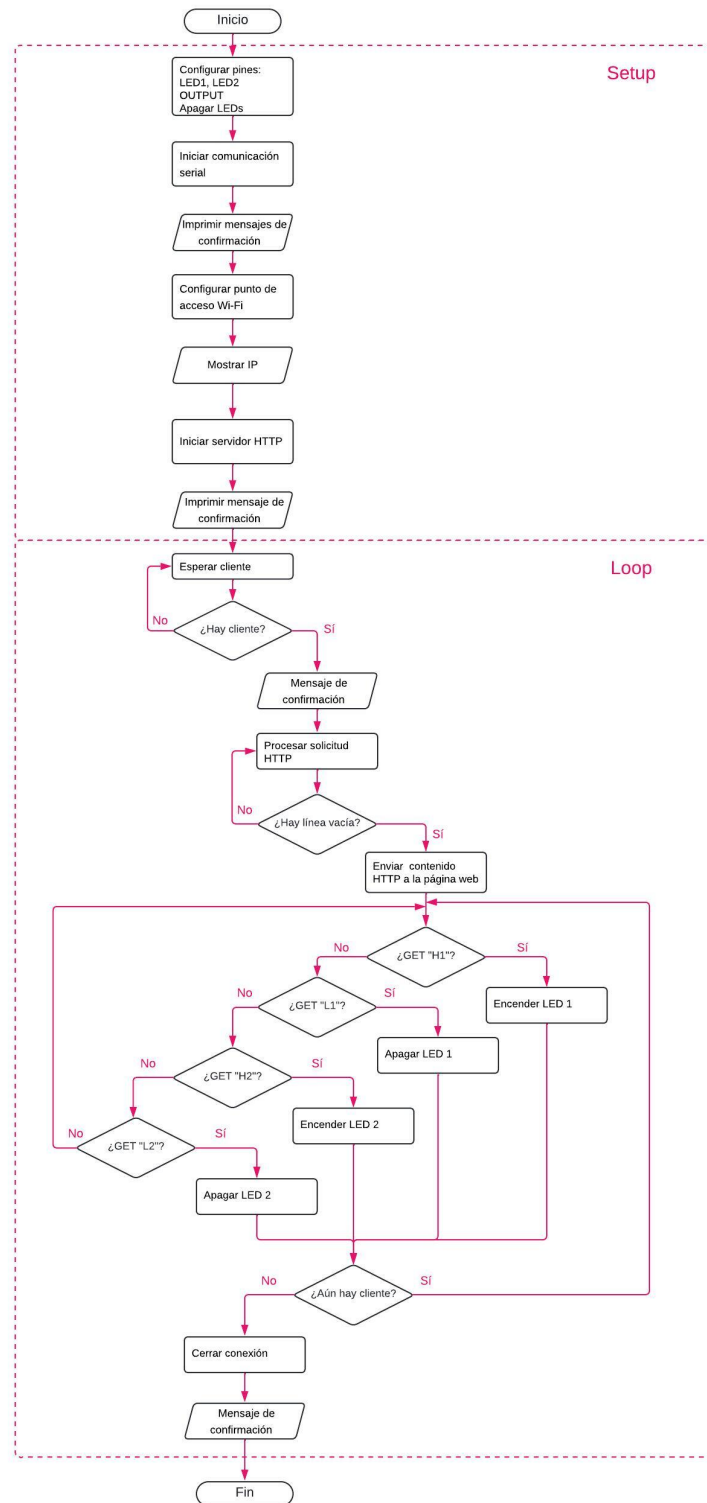 Inicio
Setup
Configurar pines:
LED1, LED2
OUTPUT
Apagar LEDs
Iniciar comunicación
serial
Imprimir mensajes de
confirmación
Configurar punto de
acceso Wi-Fi
Mostrar IP
Iniciar servidor HTTP
Imprimir mensaje de
confirmación
Loop
Esperar cliente
No
¿Hay cliente?
Sí
Mensaje de
confirmación
Procesar solicitud
HTTP
No
¿Hay línea vacía?
Sí
Enviar contenido
HTTP a la página web
No
¿GET "H1"?
Sí
Encender LED 1
No
¿GET "L1"?
Sí
Apagar LED 1
No
¿GET "H2"?
Sí
Encender LED 2
No
¿GET "L2"?
Sí
Apagar LED 2
No
¿Aún hay cliente?
Sí
Cerrar conexión
Mensaje de
confirmación
Fin